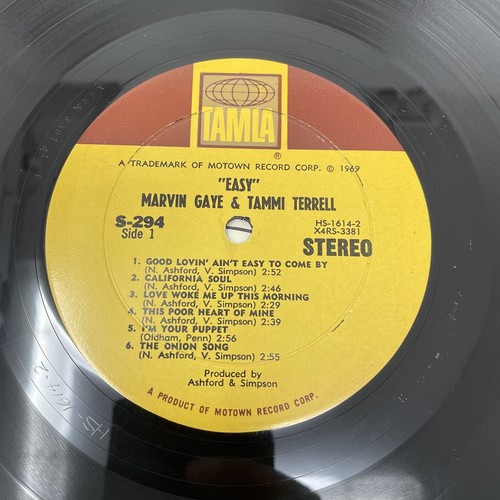 TAMLA®
A TRADEMARK OF MOTOWN RECORD CORP. © 1969
"EASY"
MARVIN GAYE & TAMMI TERRELL
S-294
Side 1
HS-1614-2
X4RS-3381
STEREO
1. GOOD LOVIN' AIN'T EASY TO COME BY
(N. Ashford, V. Simpson) 2:52
2. CALIFORNIA SOUL
(N. Ashford, V. Simpson) 2:46
3. LOVE WOKE ME UP THIS MORNING
(N. Ashford, V. Simpson) 2:29
4. THIS POOR HEART OF MINE
(N. Ashford, V. Simpson) 2:39
5. I'M YOUR PUPPET
(Oldham, Penn) 2:56
6. THE ONION SONG
(N. Ashford, V. Simpson) 2:55
Produced by
Ashford & Simpson
A PRODUCT OF MOTOWN RECORD CORP.
HS-1614-2